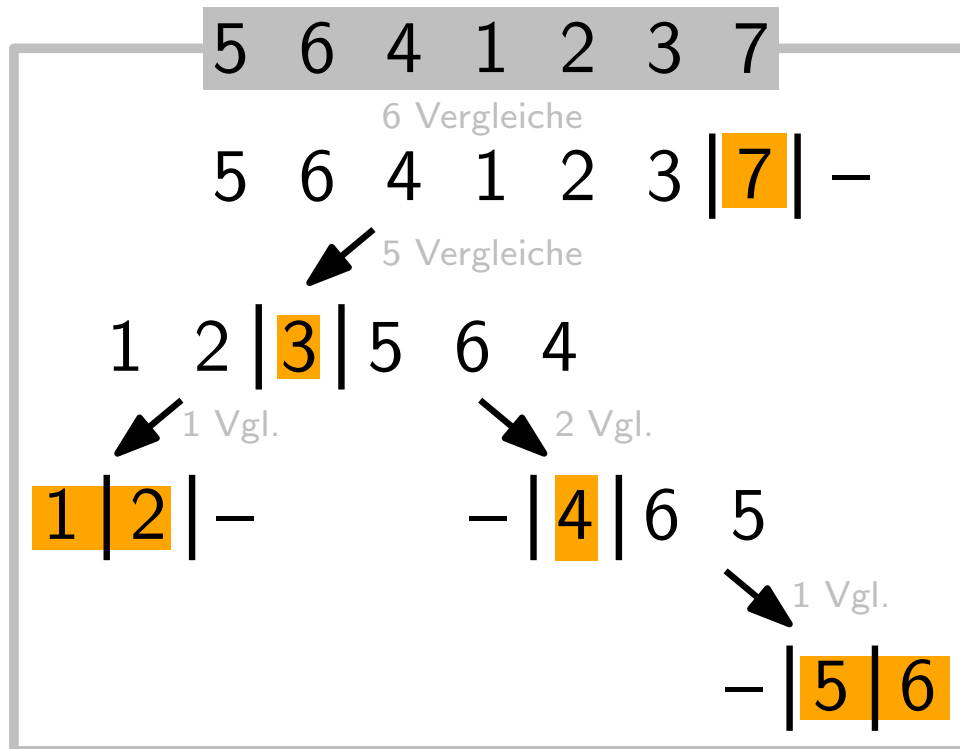 5 6 4 1 2 3 7
6 Vergleiche
5 6 4 1 2 3 |7| –
5 Vergleiche
1 2 |3| 5 6 4
1 Vgl. 2 Vgl.
1|2| – – |4| 6 5
1 Vgl.
– |5|6